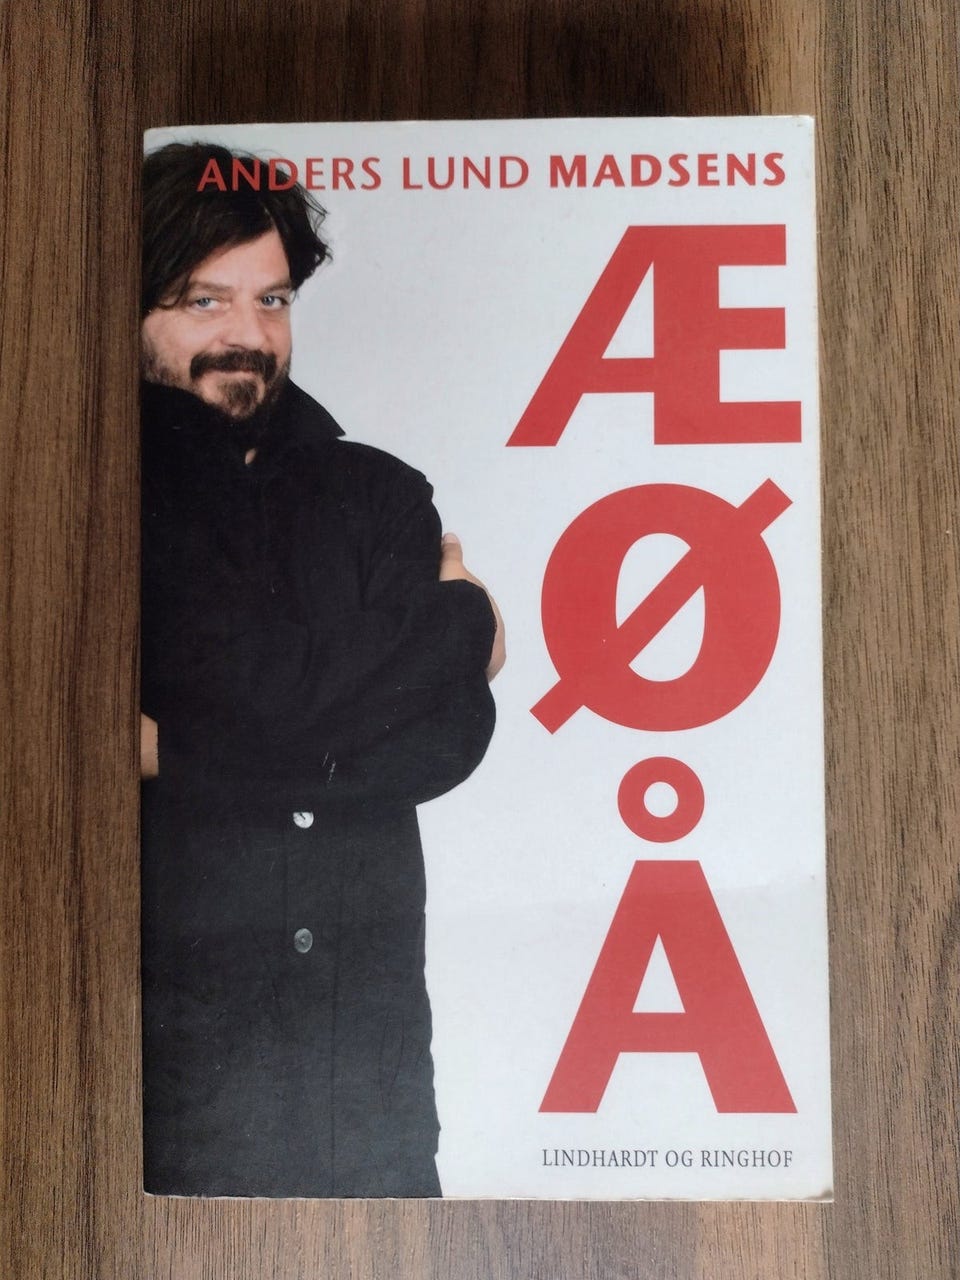 ANDERS LUND MADSENS
Æ
Ø
Å
LINDHARDT OG RINGHOF